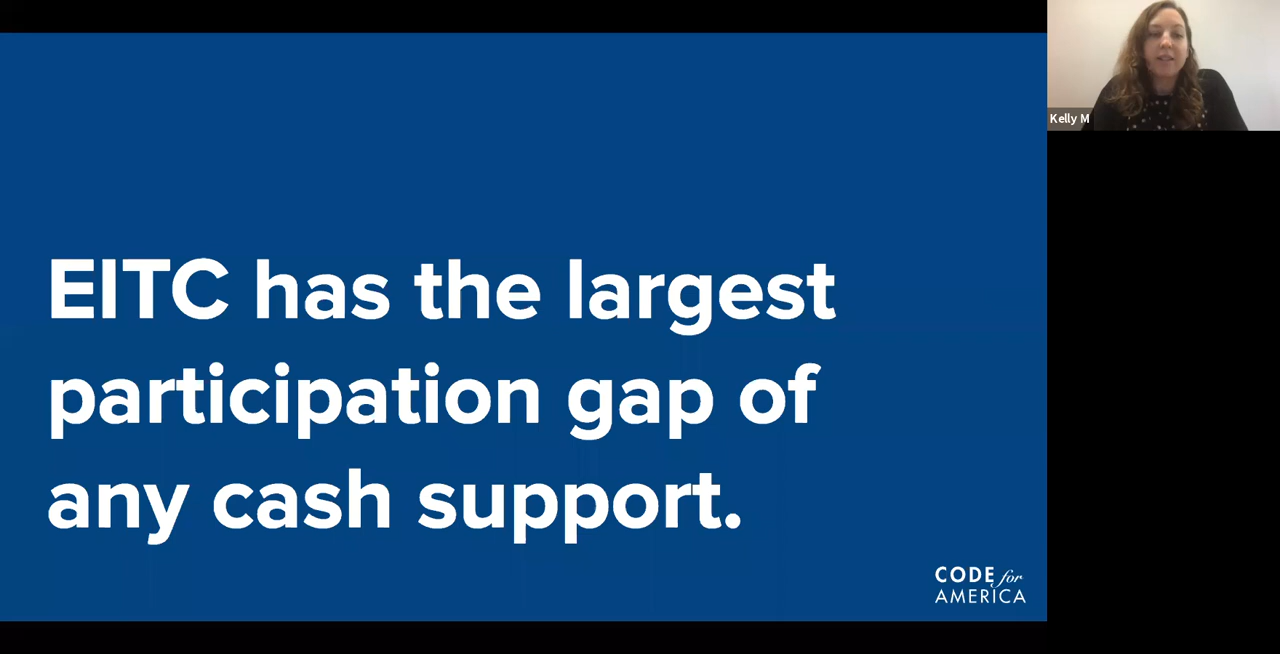 EITC has the largest
participation gap of
any cash support.
CODE for
AMERICA
Kelly M